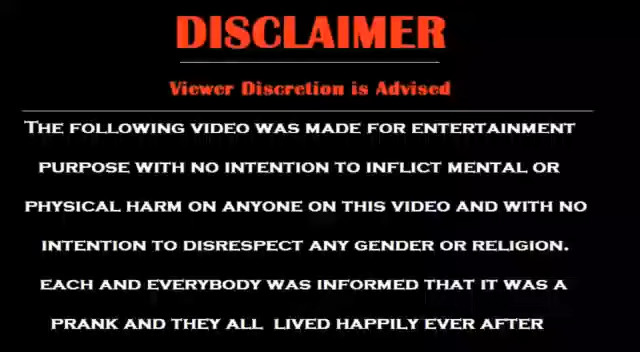 DISCLAIMER
Viewer Discretion is Advised
THE FOLLOWING VIDEO WAS MADE FOR ENTERTAINMENT
PURPOSE WITH NO INTENTION TO INFLICT MENTAL OR
PHYSICAL HARM ON ANYONE ON THIS VIDEO AND WITH NO
INTENTION TO DISRESPECT ANY GENDER OR RELIGION.
EACH AND EVERYBODY WAS INFORMED THAT IT WAS A
PRANK AND THEY ALL LIVED HAPPILY EVER AFTER